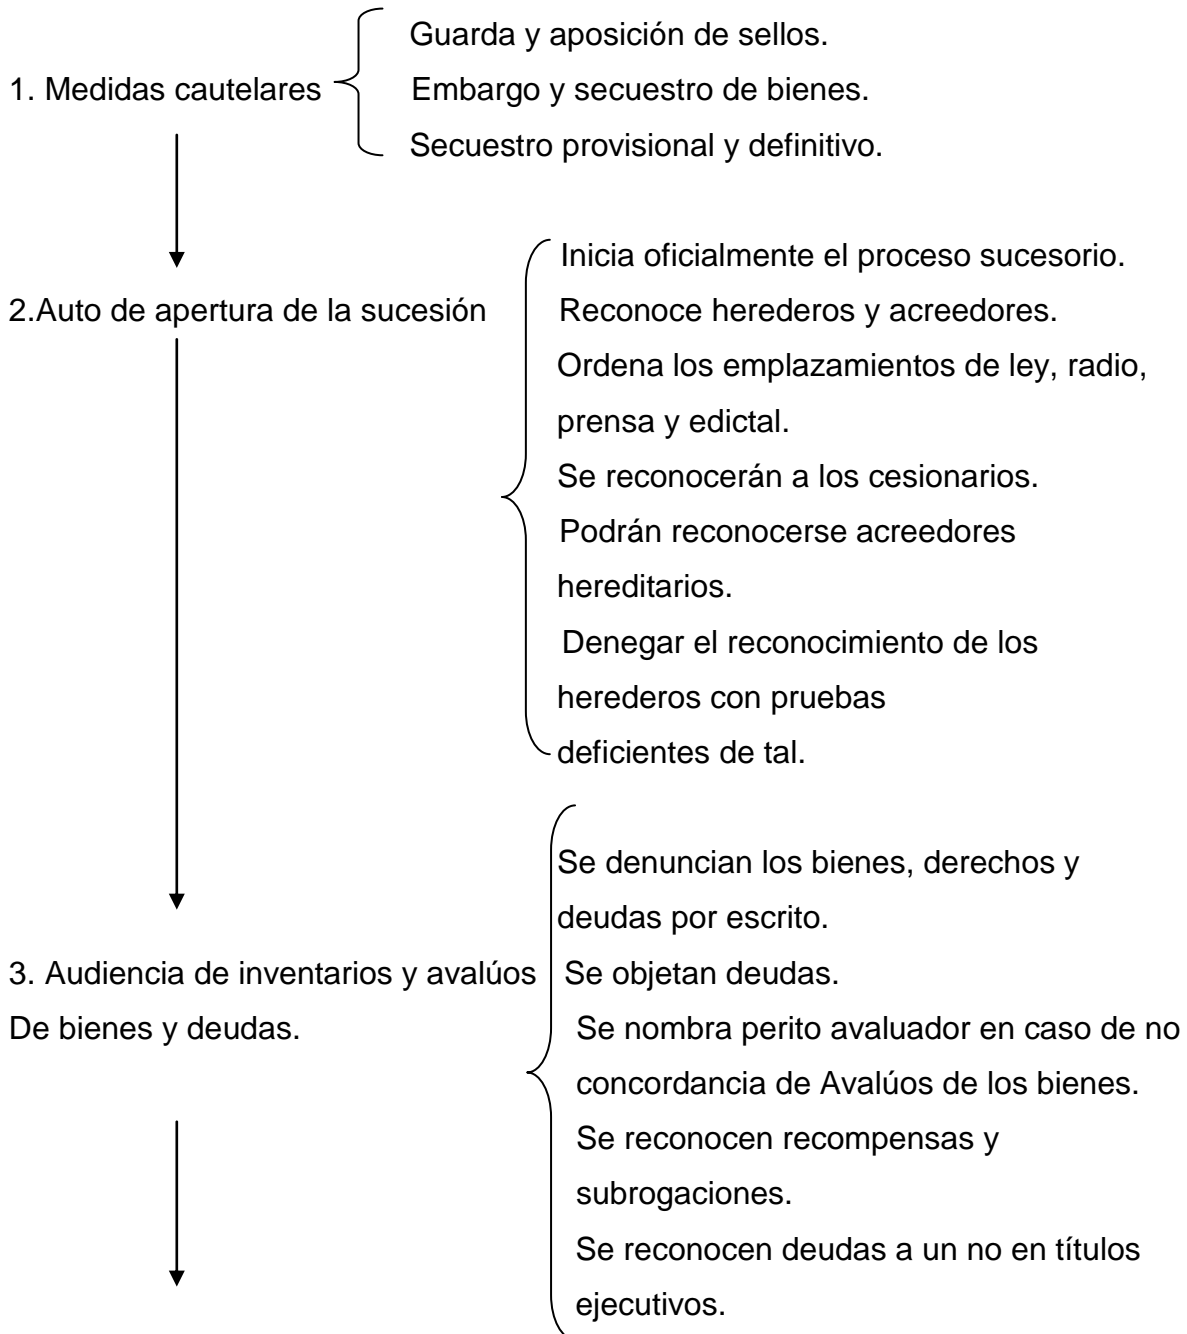 Guarda y aposición de sellos.
1. Medidas cautelares
Embargo y secuestro de bienes.
Secuestro provisional y definitivo.
2.Auto de apertura de la sucesión
Inicia oficialmente el proceso sucesorio.
Reconoce herederos y acreedores.
Ordena los emplazamientos de ley, radio,
prensa y edictal.
Se reconocerán a los cesionarios.
Podrán reconocerse acreedores
hereditarios.
Denegar el reconocimiento de los
herederos con pruebas
deficientes de tal.
3. Audiencia de inventarios y avalúos
De bienes y deudas.
Se denuncian los bienes, derechos y
deudas por escrito.
Se objetan deudas.
Se nombra perito avaluador en caso de no
concordancia de Avalúos de los bienes.
Se reconocen recompensas y
subrogaciones.
Se reconocen deudas a un no en títulos
ejecutivos.